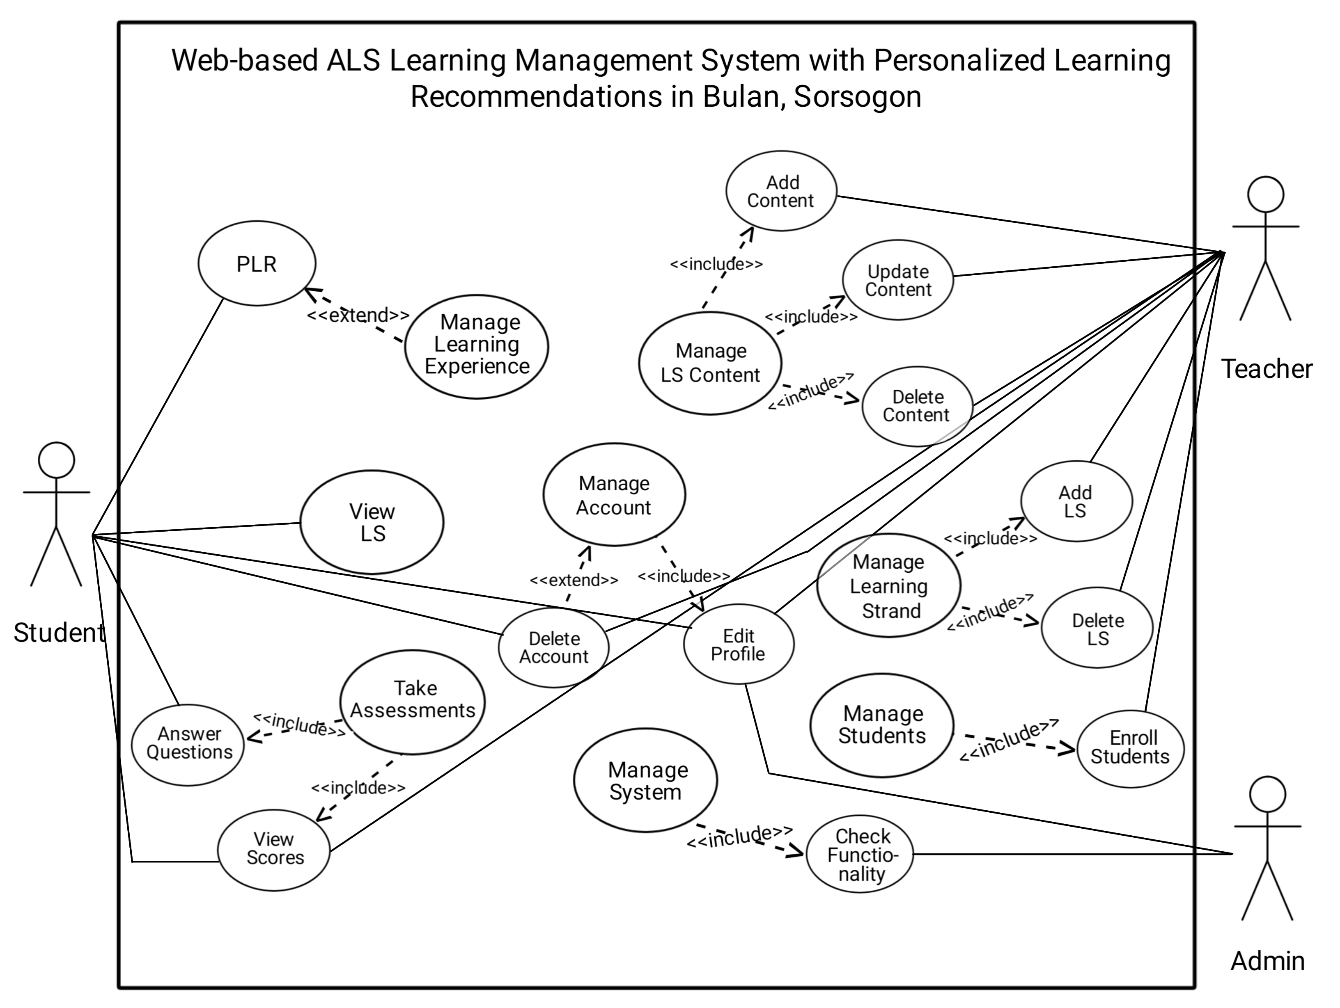 Web-based ALS Learning Management System with Personalized Learning
Recommendations in Bulan, Sorsogon
Add
Content
PLR
<<include>>
Update
Content
<<extend>>
Manage
Learning
Experience
<<include>>
Manage
LS Content
<<include>>
Delete
Content
Teacher
View
LS
Manage
Account
Add
LS
<<include>>
Manage
Learning
Strand
<<extend>>
<<include>>
<<include>>
Delete
LS
Student
Delete
Account
Edit
Profile
Take
Assessments
<<include>>
Answer
Questions
Manage
Students
<<include>>
Enroll
Students
Manage
System
<<include>>
View
Scores
<<include>>
Check
Functio-
nality
Admin